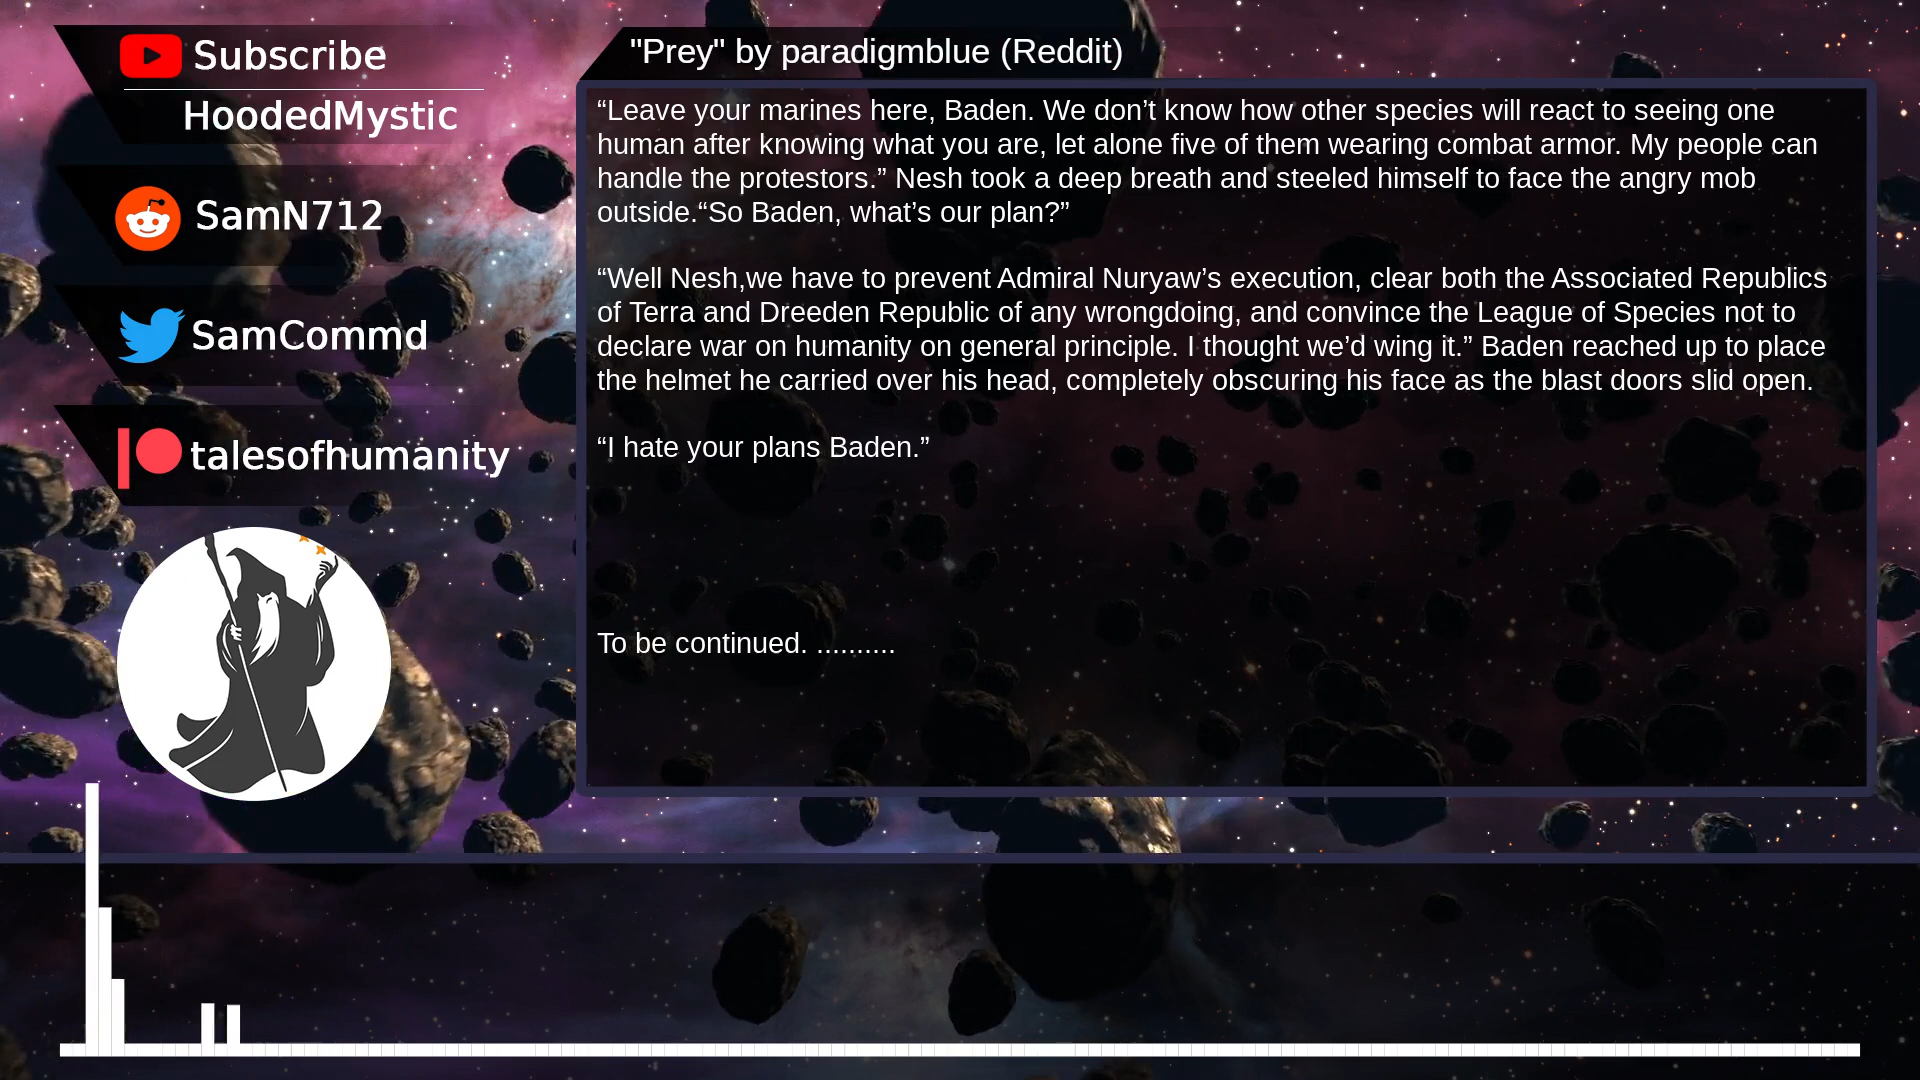 Subscribe
HoodedMystic
SamN712
SamCommd
talesofhumanity
"Prey" by paradigmblue (Reddit)
“Leave your marines here, Baden. We don’t know how other species will react to seeing one
human after knowing what you are, let alone five of them wearing combat armor. My people can
handle the protestors.” Nesh took a deep breath and steeled himself to face the angry mob
outside.“So Baden, what’s our plan?”
“Well Nesh,we have to prevent Admiral Nuryaw’s execution, clear both the Associated Republics
of Terra and Dreeden Republic of any wrongdoing, and convince the League of Species not to
declare war on humanity on general principle. I thought we’d wing it.” Baden reached up to place
the helmet he carried over his head, completely obscuring his face as the blast doors slid open.
“I hate your plans Baden.”
To be continued. ..........